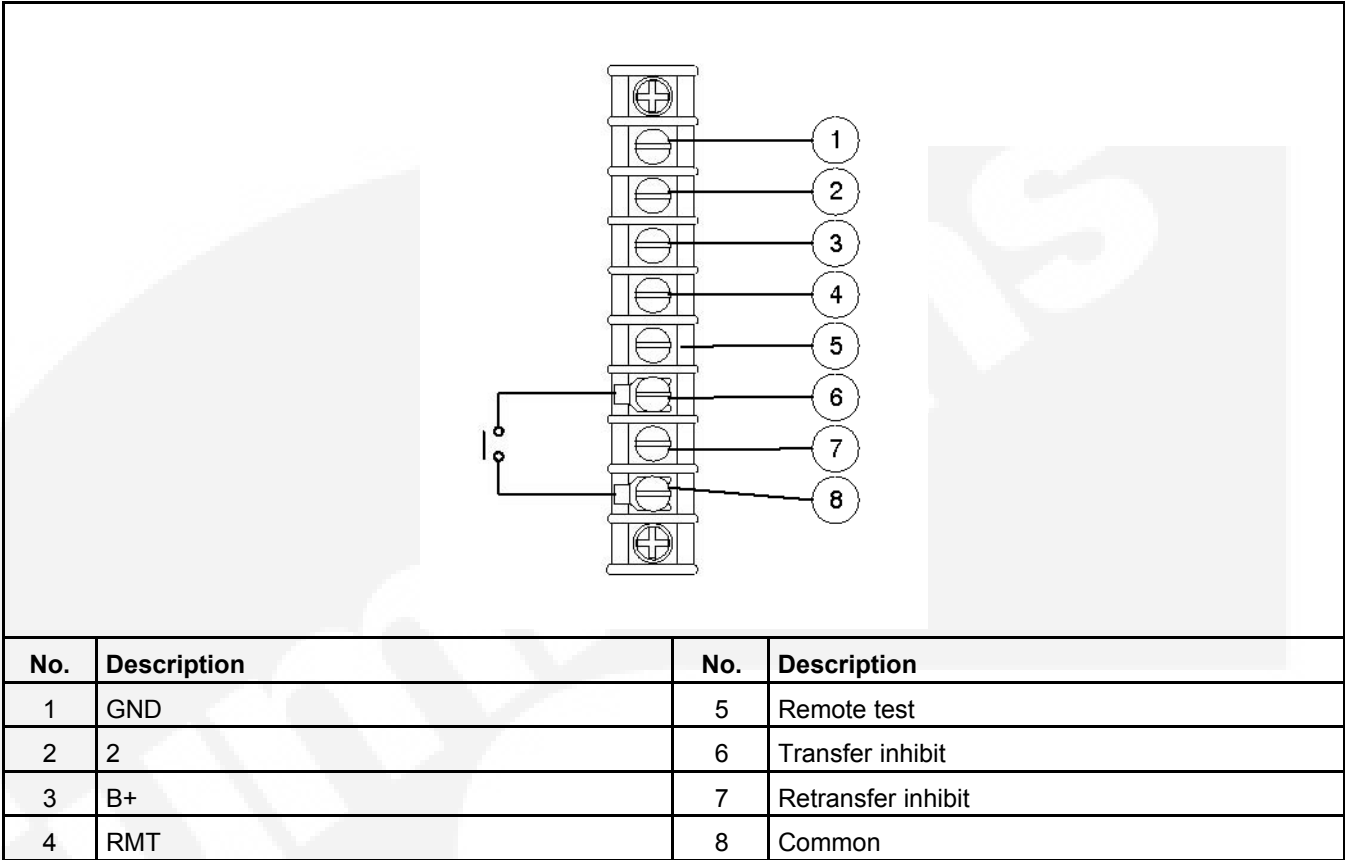 1
2
3
4
5
6
7
8
No. Description No. Description
1 GND 5 Remote test
2 2 6 Transfer inhibit
3 B+ 7 Retransfer inhibit
4 RMT 8 Common